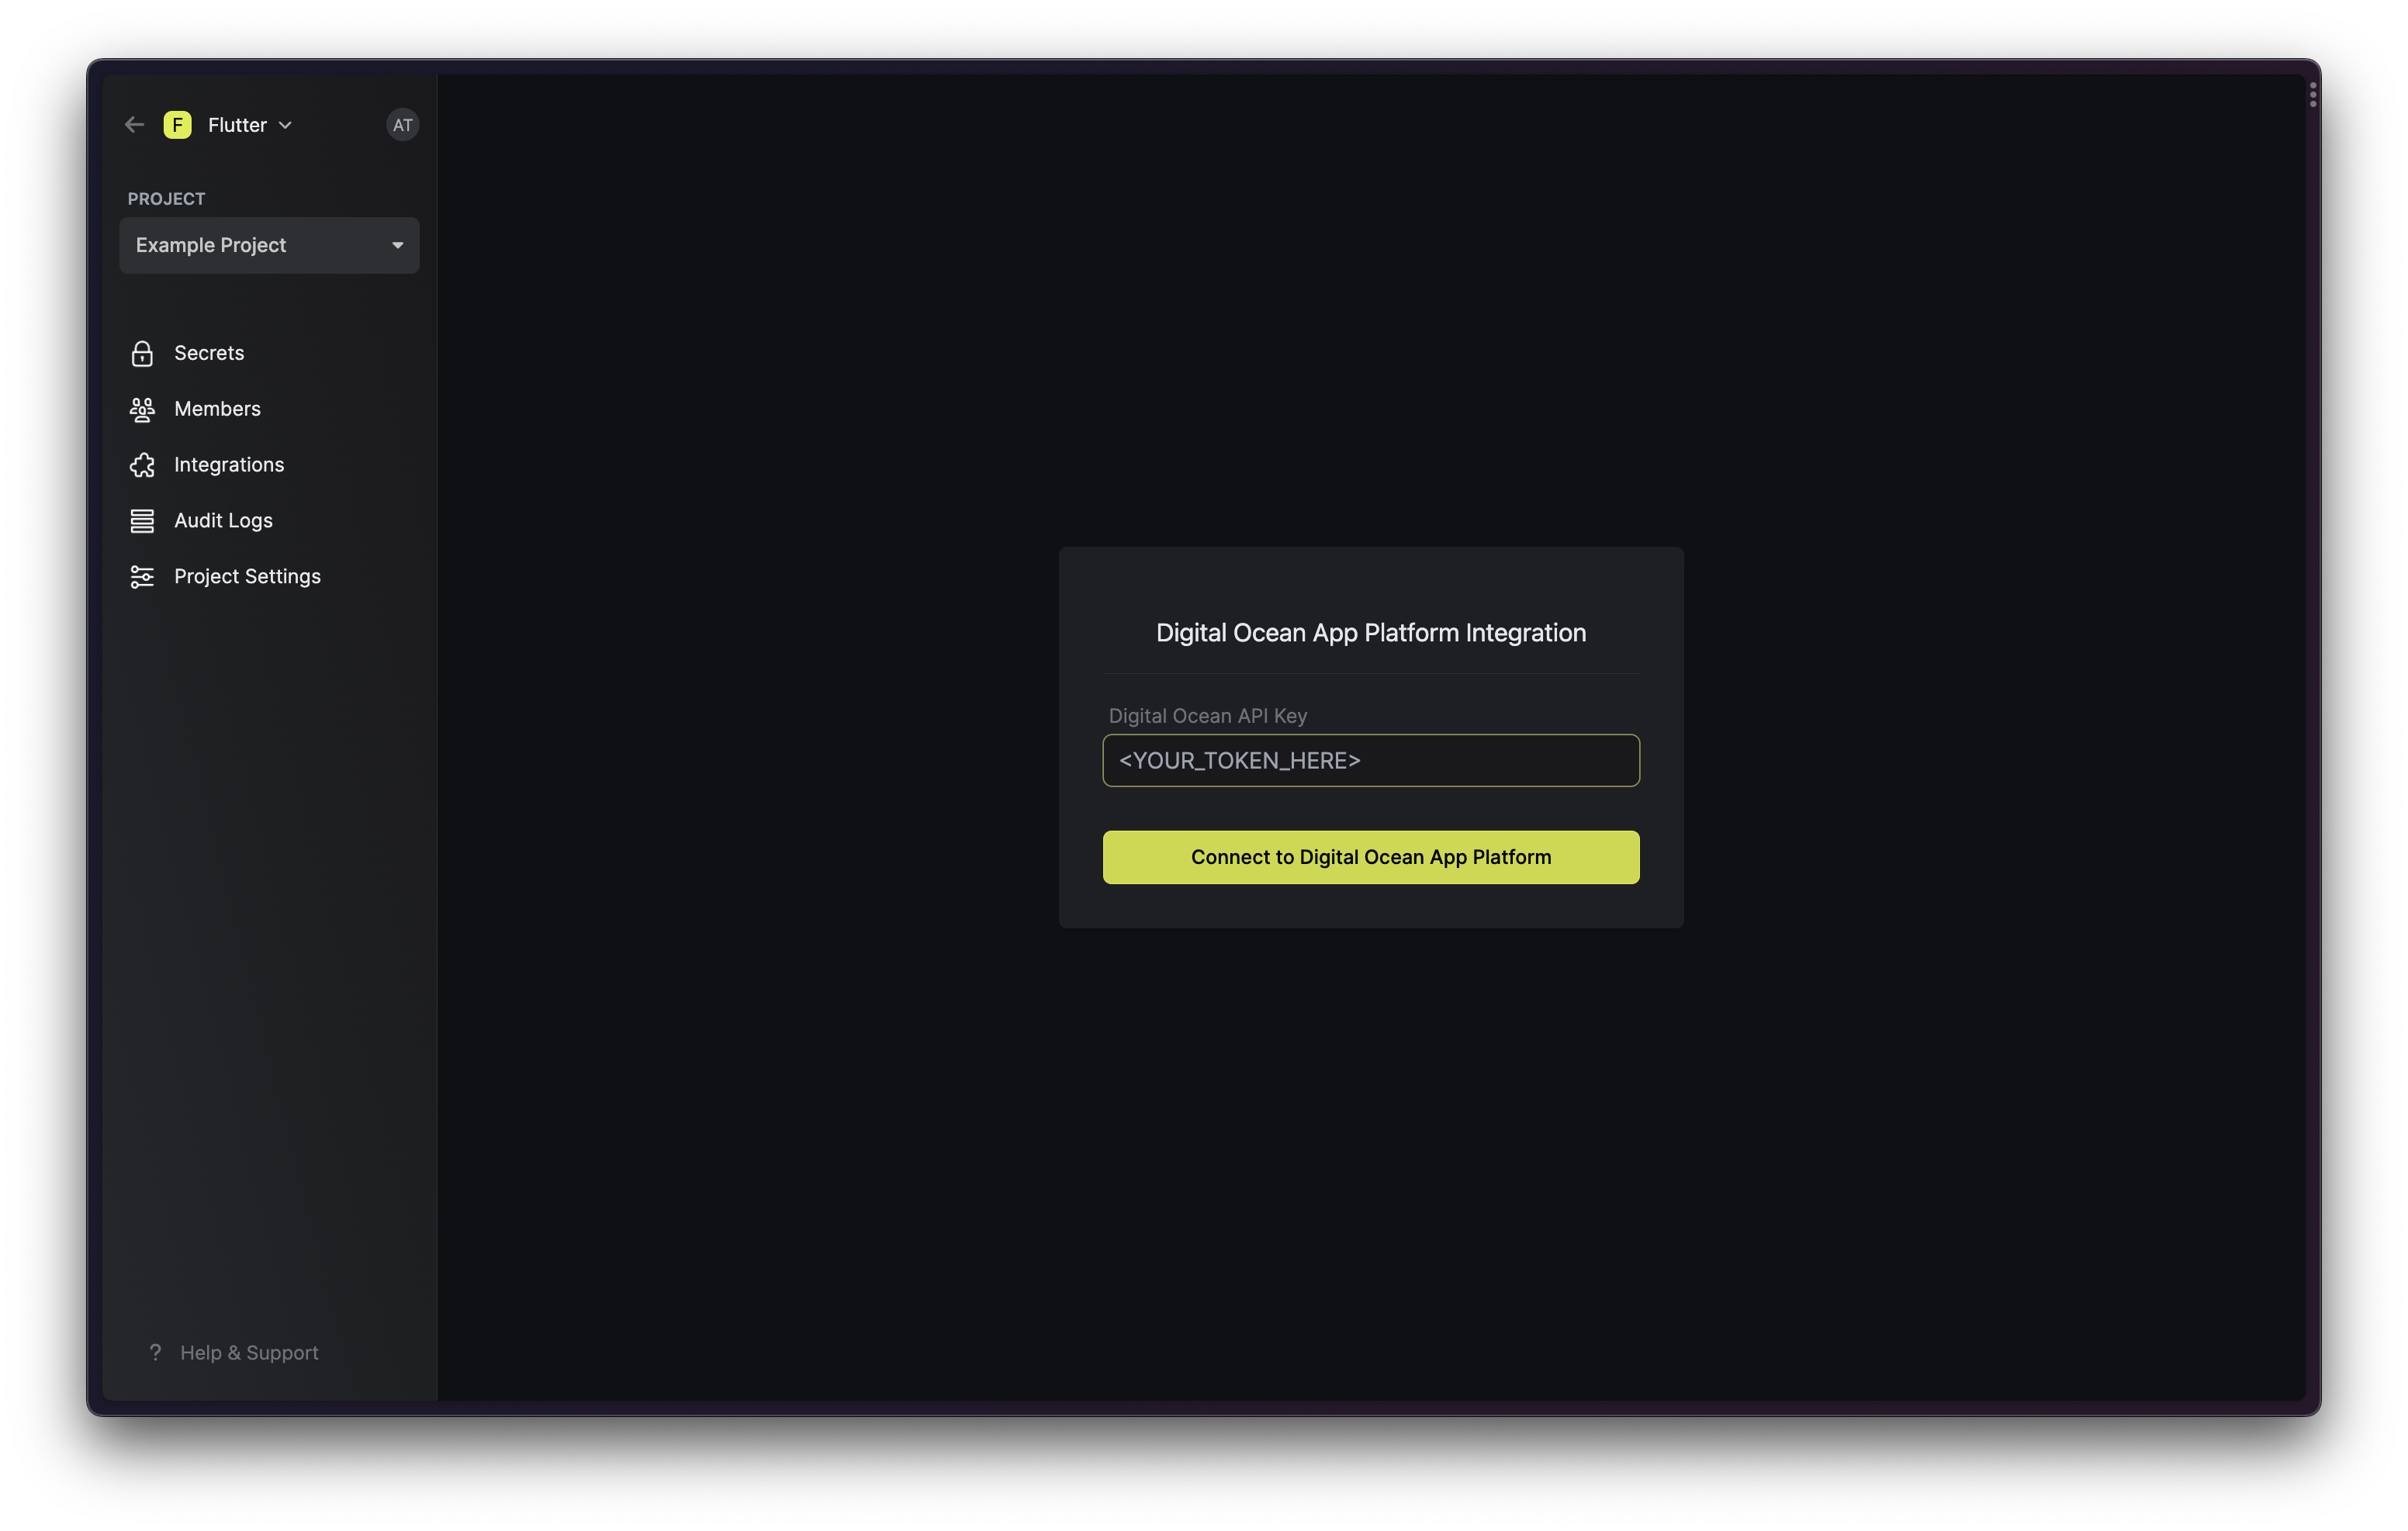 F Flutter AT
PROJECT
Example Project
Secrets
Members
Integrations
Audit Logs
Project Settings
? Help & Support
Digital Ocean App Platform Integration
Digital Ocean API Key
<YOUR_TOKEN_HERE>
Connect to Digital Ocean App Platform